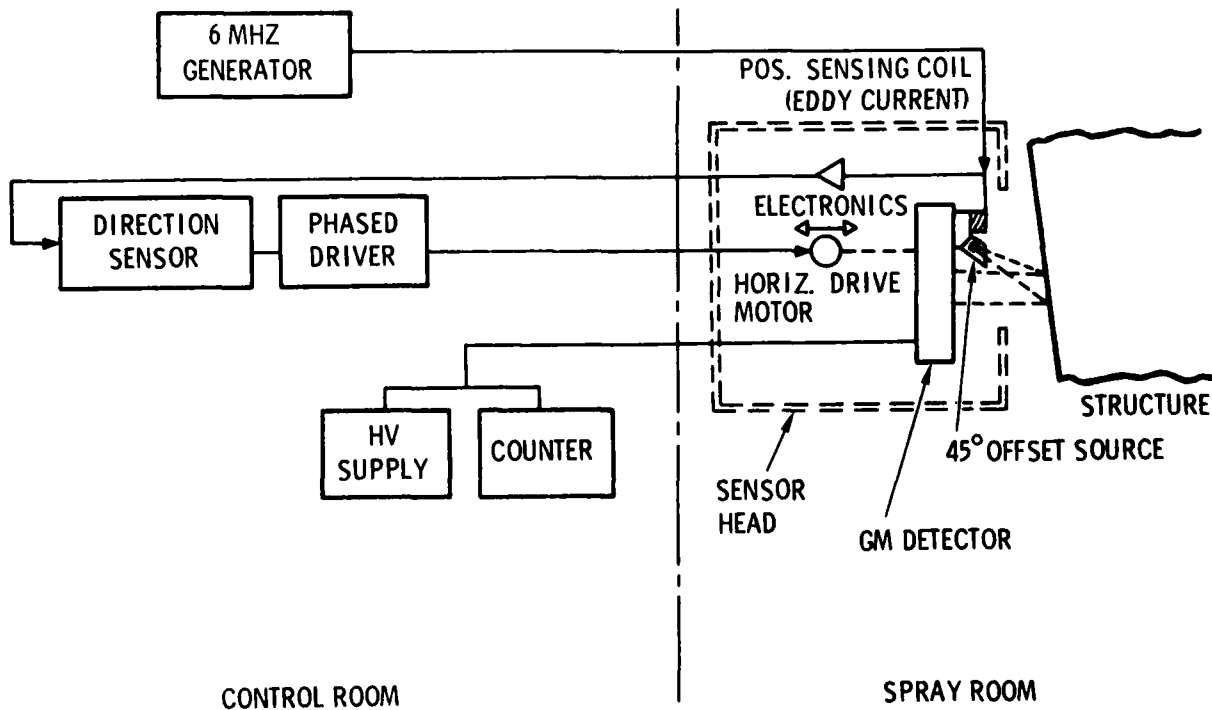 6 MHZ
GENERATOR
POS. SENSING COIL
(EDDY CURRENT)
DIRECTION
SENSOR
PHASED
DRIVER
ELECTRONICS
HORIZ. DRIVE
MOTOR
HV
SUPPLY
COUNTER
STRUCTURE
45° OFFSET SOURCE
SENSOR
HEAD
GM DETECTOR
CONTROL ROOM
SPRAY ROOM